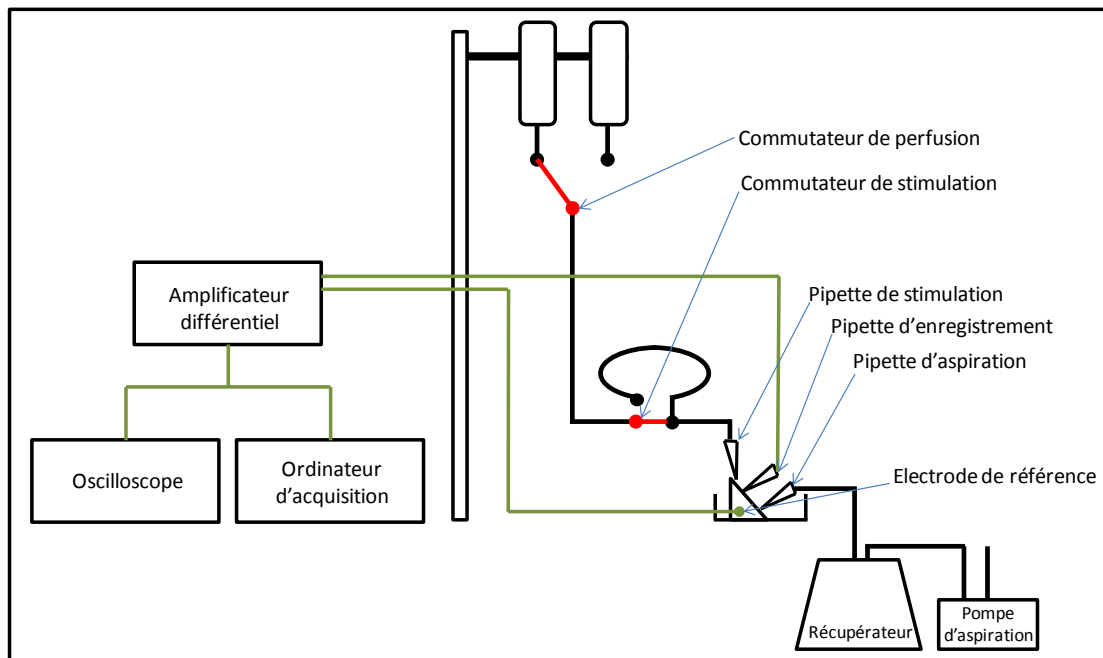 Commutateur de perfusion
Commutateur de stimulation
Amplificateur
différentiel
Pipette de stimulation
Pipette d'enregistrement
Pipette d'aspiration
Oscilloscope
Ordinateur
d'acquisition
Electrode de référence
Récupérateur
Pompe
d'aspiration